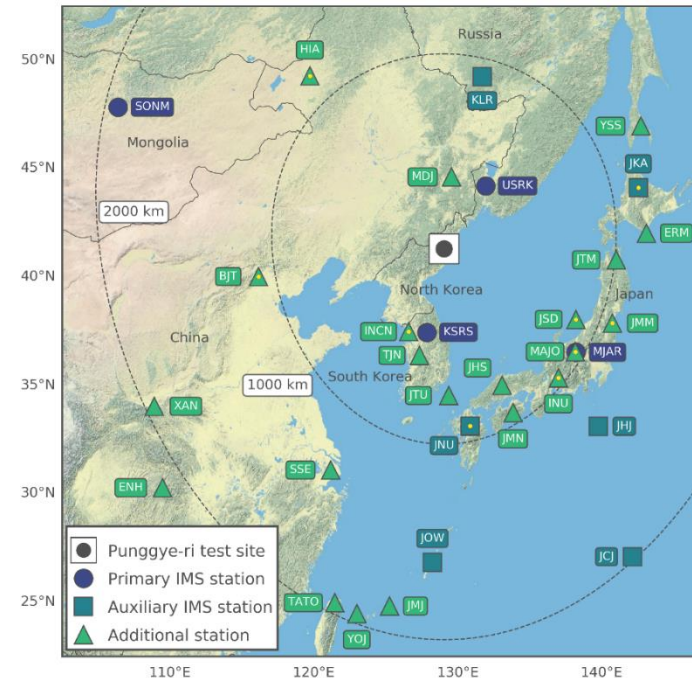 50°N
45°N
40°N
35°N
30°N
25°N
110°E
120°E
130°E
140°E
HIA
Russia
SONM
KLR
Mongolia
YSS
JKA
MDJ
USRK
2000 km
ERM
JTM
BJT
North Korea
Japan
JSD
JMM
China
INCN
KSRS
TJN
MAJO
MJAR
JHS
South Korea
1000 km
JTU
INU
XAN
JNU
JMN
JHJ
SSE
ENH
JOW
JCJ
Punggye-ri test site
Primary IMS station
Auxiliary IMS station
Additional station
TATO
JMJ
YOJ